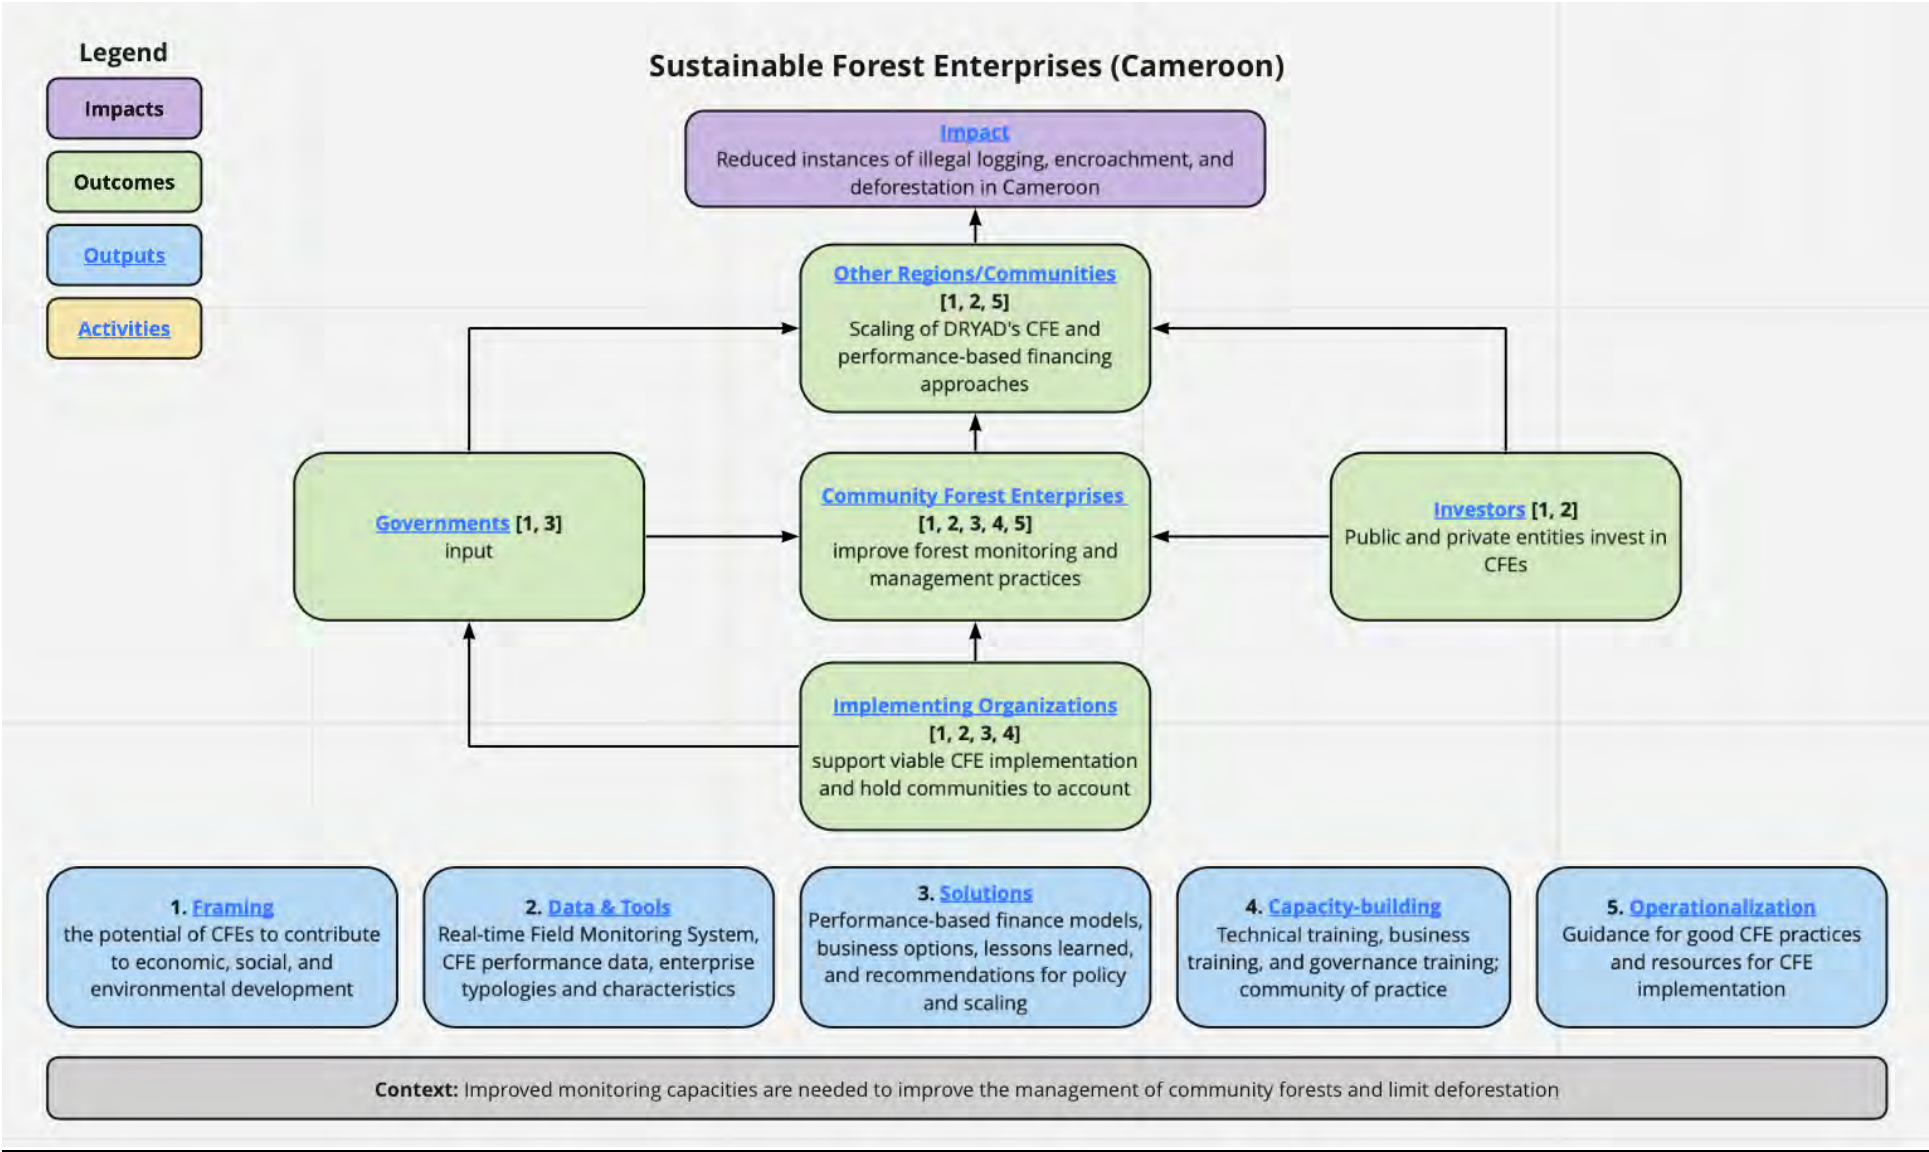 Legend
Impacts
Outcomes
Outputs
Activities
Sustainable Forest Enterprises (Cameroon)
Impact
Reduced instances of illegal logging, encroachment, and
deforestation in Cameroon
Other Regions/Communities
[1, 2, 5]
Scaling of DRYAD's CFE and
performance-based financing
approaches
Governments [1, 3]
input
Community Forest Enterprises
[1, 2, 3, 4, 5]
improve forest monitoring and
management practices
Investors [1, 2]
Public and private entities invest in
CFEs
Implementing Organizations
[1, 2, 3, 4]
support viable CFE implementation
and hold communities to account
1. Framing
the potential of CFEs to contribute
to economic, social, and
environmental development
2. Data & Tools
Real-time Field Monitoring System,
CFE performance data, enterprise
typologies and characteristics
3. Solutions
Performance-based finance models,
business options, lessons learned,
and recommendations for policy
and scaling
4. Capacity-building
Technical training, business
training, and governance training;
community of practice
5. Operationalization
Guidance for good CFE practices
and resources for CFE
implementation
Context: Improved monitoring capacities are needed to improve the management of community forests and limit deforestation